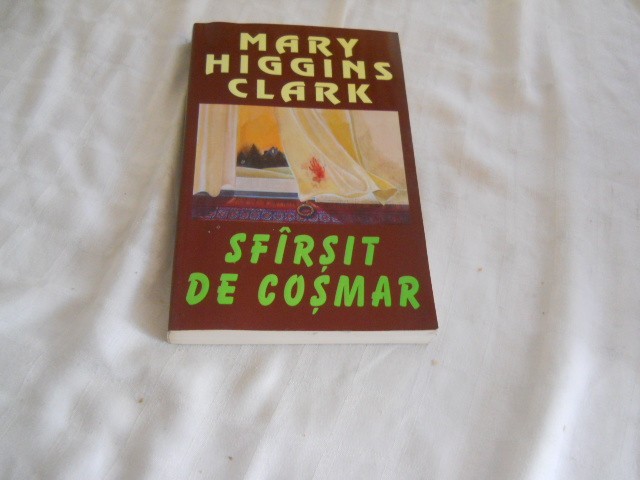 MARY
HIGGINS
CLARK
SFÎRȘIT
DE COȘMAR